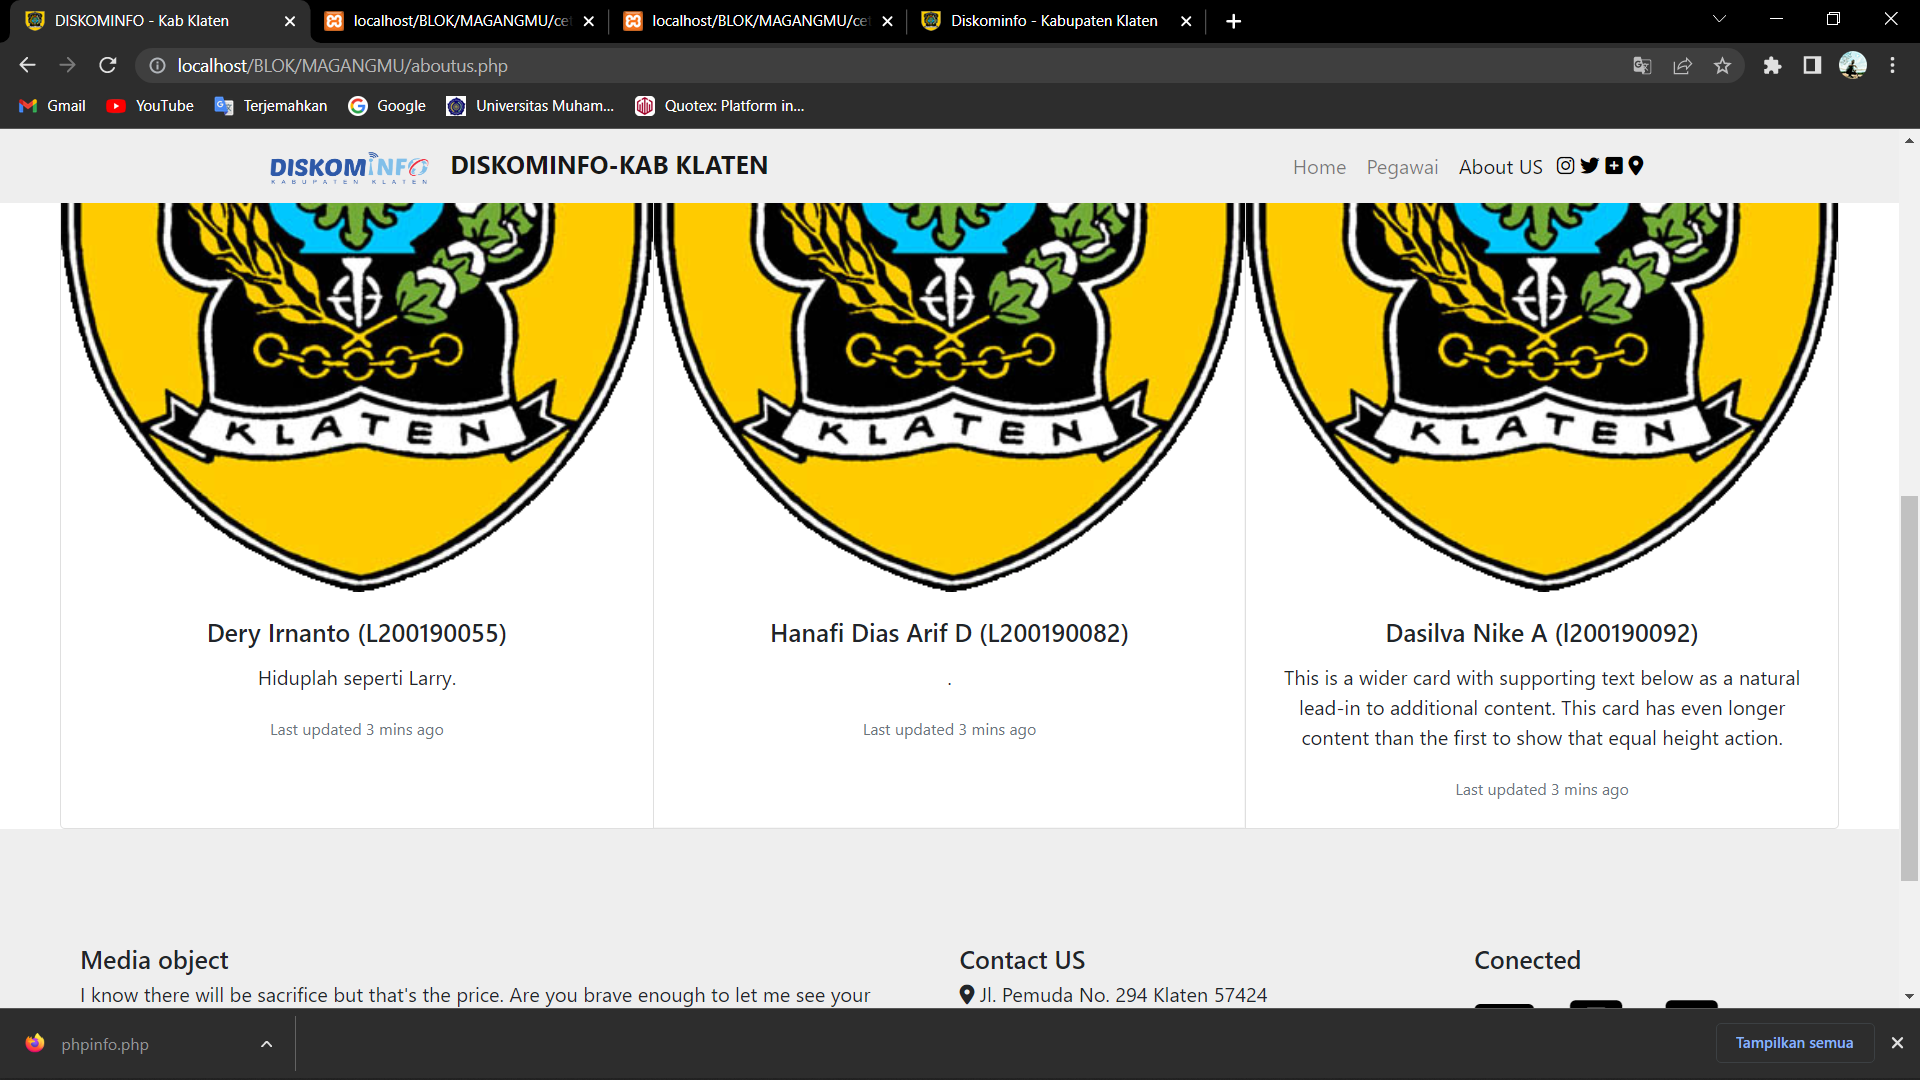 DISKOMINFO - Kab Klaten
localhost/BLOK/MAGANGMU/cet
localhost/BLOK/MAGANGMU/cet
Diskominfo - Kabupaten Klaten
localhost/BLOK/MAGANGMU/aboutus.php
Gmail
YouTube
Terjemahkan
Google
Universitas Muham...
Quotex: Platform in...
DISKOMINFO
KABUPATEN KLATEN
DISKOMINFO-KAB KLATEN
Home
Pegawai
About US
KLATEN
KLATEN
KLATEN
Dery Irnanto (L200190055)
Hiduplah seperti Larry.
Last updated 3 mins ago
Hanafi Dias Arif D (L200190082)
.
Last updated 3 mins ago
Dasilva Nike A (l200190092)
This is a wider card with supporting text below as a natural
lead-in to additional content. This card has even longer
content than the first to show that equal height action.
Last updated 3 mins ago
Media object
I know there will be sacrifice but that's the price. Are you brave enough to let me see your
Contact US
Jl. Pemuda No. 294 Klaten 57424
Conected
phpinfo.php
Tampilkan semua